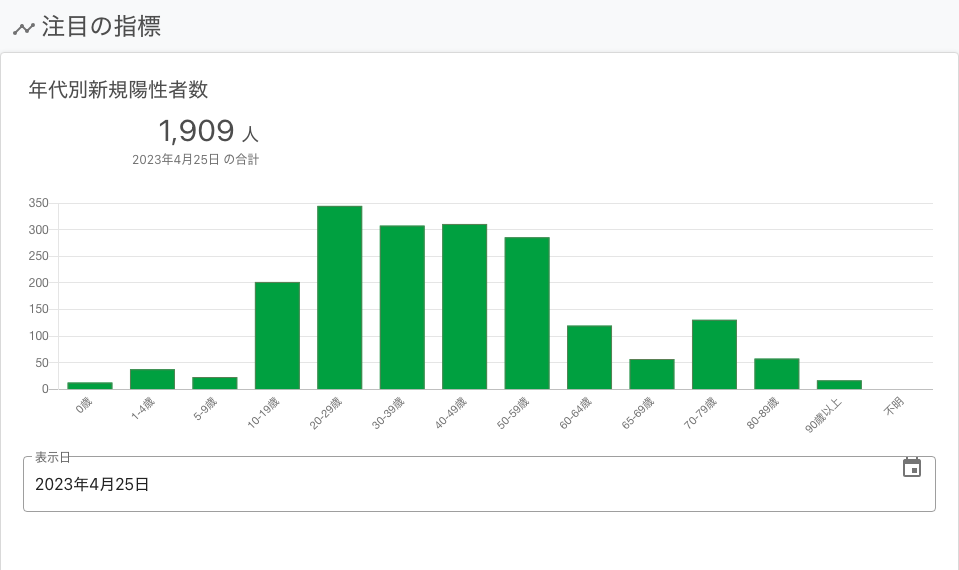 注目の指標
年代別新規陽性者数
1,909 人
2023年4月25日 の合計
350
300
250
200
150
100
50
0
0歳
1-4歳
5-9歳
10-19歳
20-29歳
30-39歳
40-49歳
50-59歳
60-64歳
65-69歳
70-79歳
80-89歳
90歳以上
不明
表示日
2023年4月25日